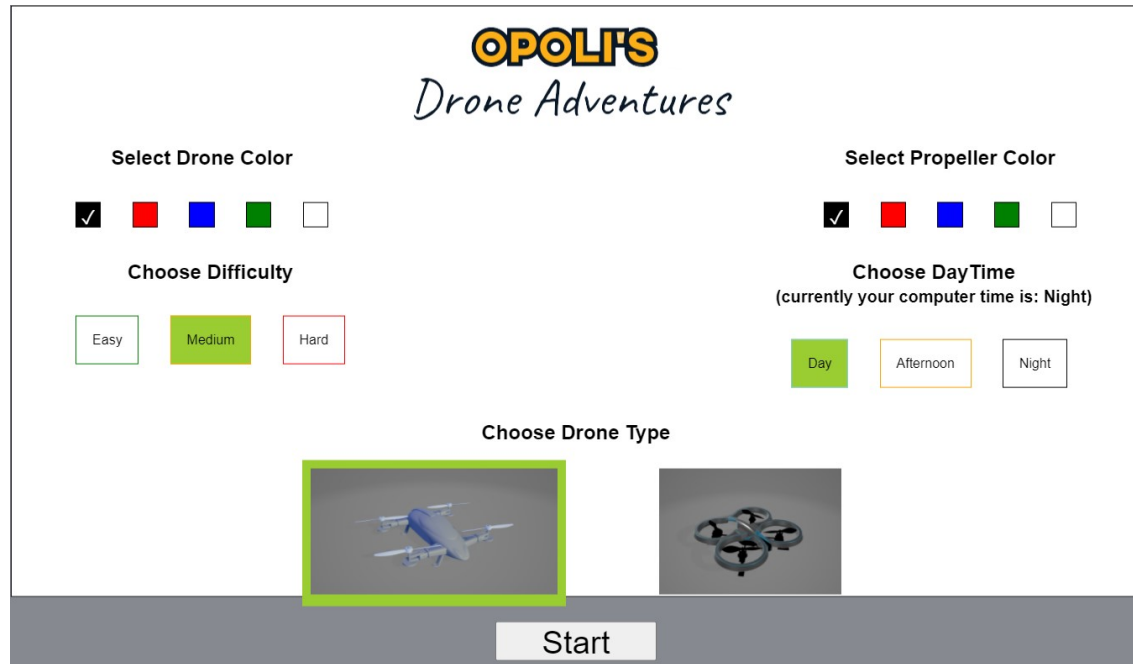 OPOLI'S
Drone Adventures
Select Drone Color
Select Propeller Color
Choose Difficulty
Choose DayTime
(currently your computer time is: Night)
Easy
Medium
Hard
Day
Afternoon
Night
Choose Drone Type
Start